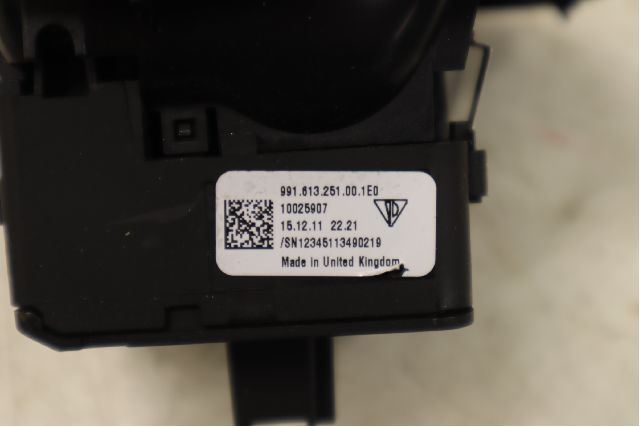 991.613.251.00.1E0
10025907
15.12.11 22.21
/SN12345113490219
Made in United Kingdom